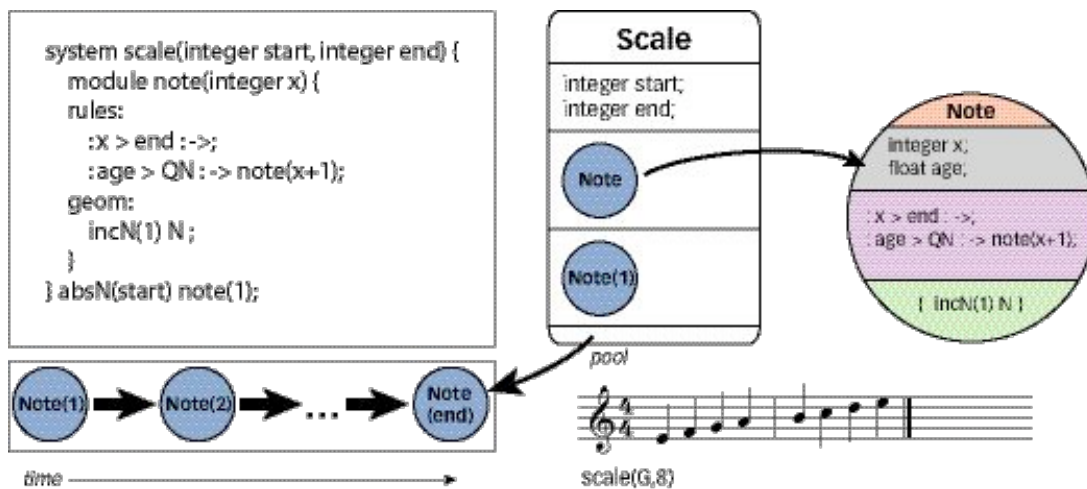 system scale(integer start, integer end) {
module note(integer x) {
rules:
:x > end :->;
:age > QN : -> note(x+1);
geom:
incN(1) N ;
}
} absN(start) note(1);
Scale
integer start;
integer end;
Note
Note(1)
pool
Note
integer x;
float age;
: x > end : ->;
: age > QN : -> note(x+1);
{ incN(1) N }
Note(1)
Note(2)
...
Note
(end)
time
4
4
scale(G,8)